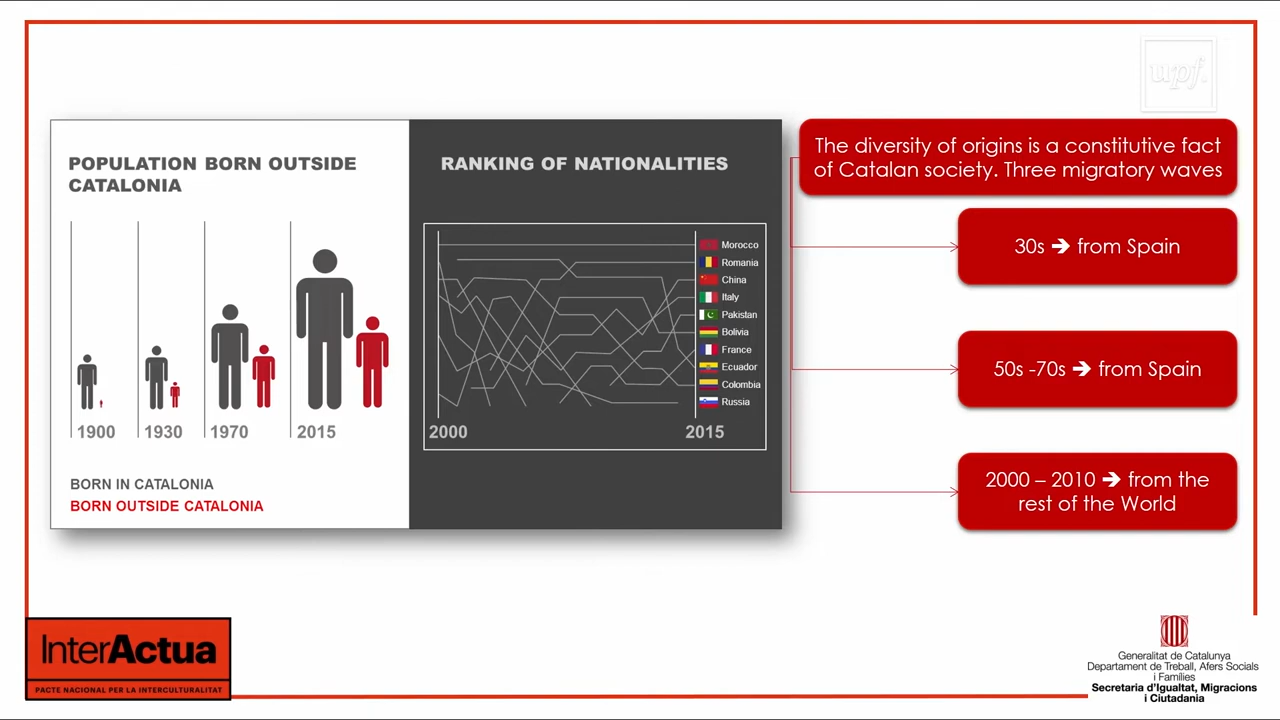 upf.
POPULATION BORN OUTSIDE
CATALONIA
1900
1930
1970
2015
BORN IN CATALONIA
BORN OUTSIDE CATALONIA
RANKING OF NATIONALITIES
Morocco
Romania
China
Italy
Pakistan
Bolivia
France
Ecuador
Colombia
Russia
2000
2015
The diversity of origins is a constitutive fact
of Catalan society. Three migratory waves
30s ➔ from Spain
50s -70s ➔ from Spain
2000 – 2010 ➔ from the
rest of the World
InterActua
PACTE NACIONAL PER LA INTERCULTURALITAT
Generalitat de Catalunya
Departament de Treball, Afers Socials
i Famílies
Secretaria d'Igualtat, Migracions
i Ciutadania